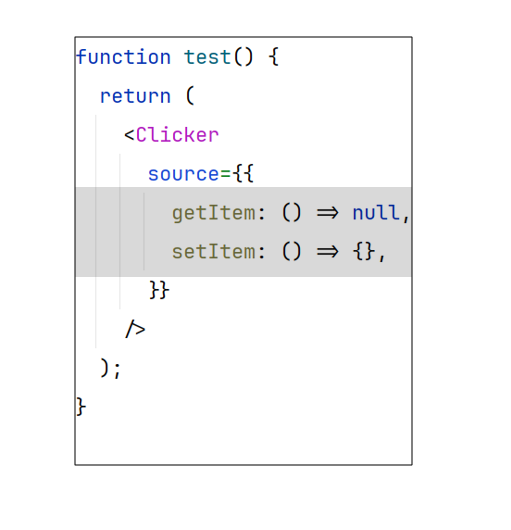 function test() {
  return (
    <Clicker
      source={{
        getItem: () => null,
        setItem: () => {},
      }}
    />
  );
}